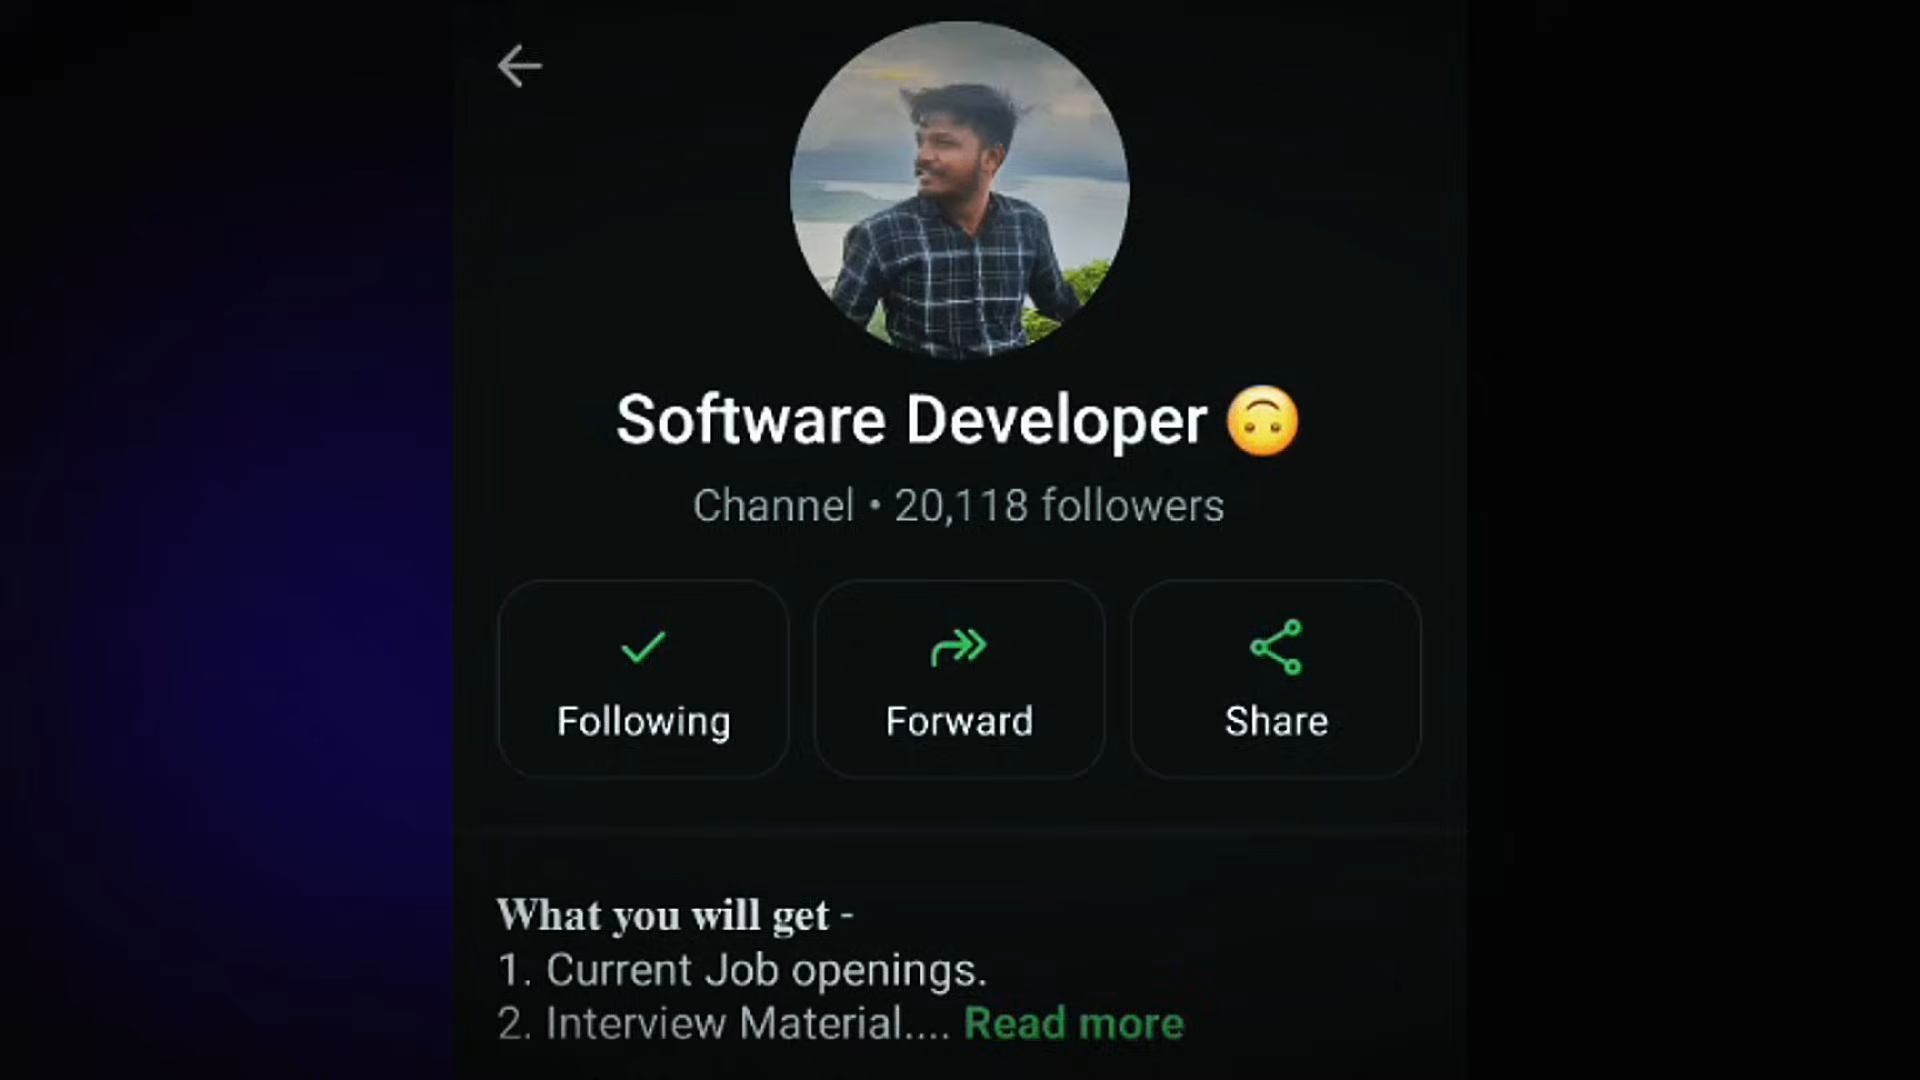 Software Developer 🙃
Channel • 20,118 followers
Following
Forward
Share
What you will get -
1. Current Job openings.
2. Interview Material.... Read more